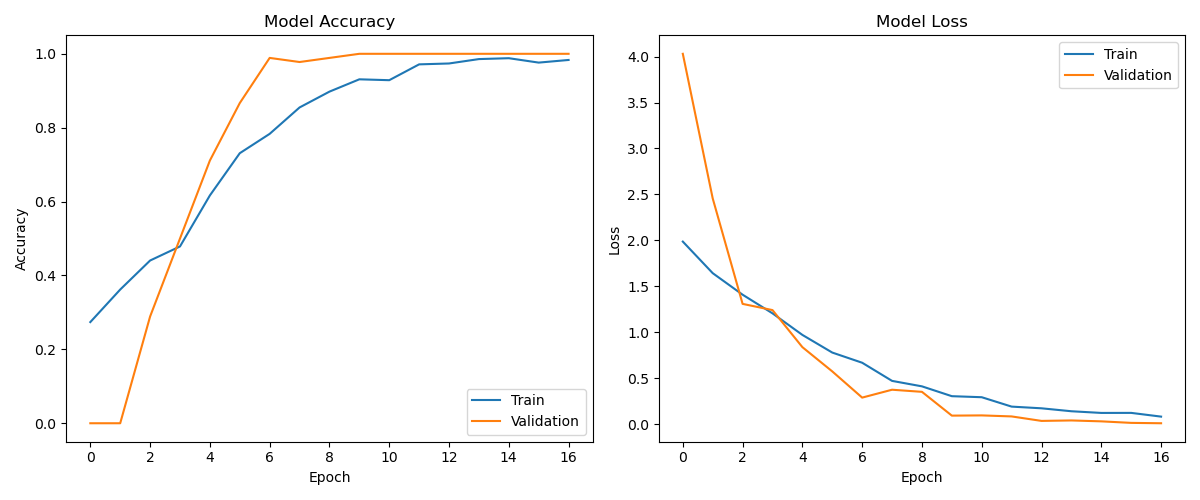 Model Accuracy
Accuracy
1.0
0.8
0.6
0.4
0.2
0.0
0 2 4 6 8 10 12 14 16
Epoch
Train
Validation
Model Loss
Loss
4.0
3.5
3.0
2.5
2.0
1.5
1.0
0.5
0.0
0 2 4 6 8 10 12 14 16
Epoch
Train
Validation